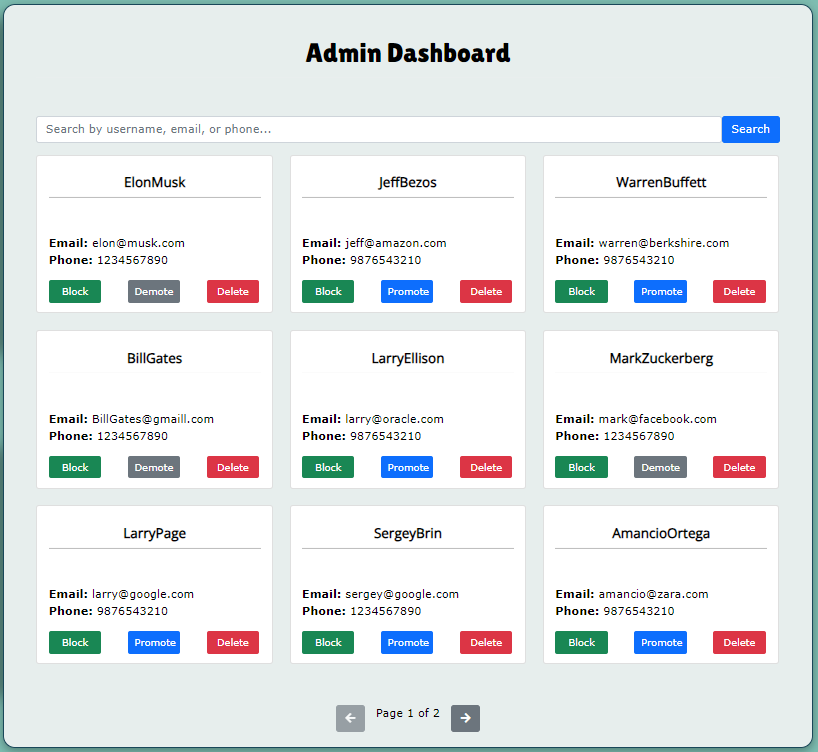 Admin Dashboard
Search by username, email, or phone... Search
ElonMusk JeffBezos WarrenBuffett
Email: elon@musk.com Email: jeff@amazon.com Email: warren@berkshire.com
Phone: 1234567890 Phone: 9876543210 Phone: 9876543210
Block Demote Delete Block Promote Delete Block Promote Delete
BillGates LarryEllison MarkZuckerberg
Email: BillGates@gmaill.com Email: larry@oracle.com Email: mark@facebook.com
Phone: 1234567890 Phone: 9876543210 Phone: 1234567890
Block Demote Delete Block Promote Delete Block Demote Delete
LarryPage SergeyBrin AmancioOrtega
Email: larry@google.com Email: sergey@google.com Email: amancio@zara.com
Phone: 9876543210 Phone: 1234567890 Phone: 9876543210
Block Promote Delete Block Promote Delete Block Promote Delete
Page 1 of 2